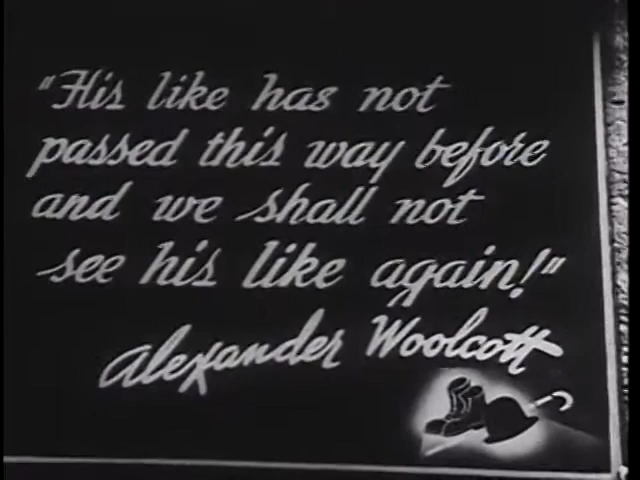 "His like has not
passed this way before
and we shall not
see his like again!"
Alexander Woolcott